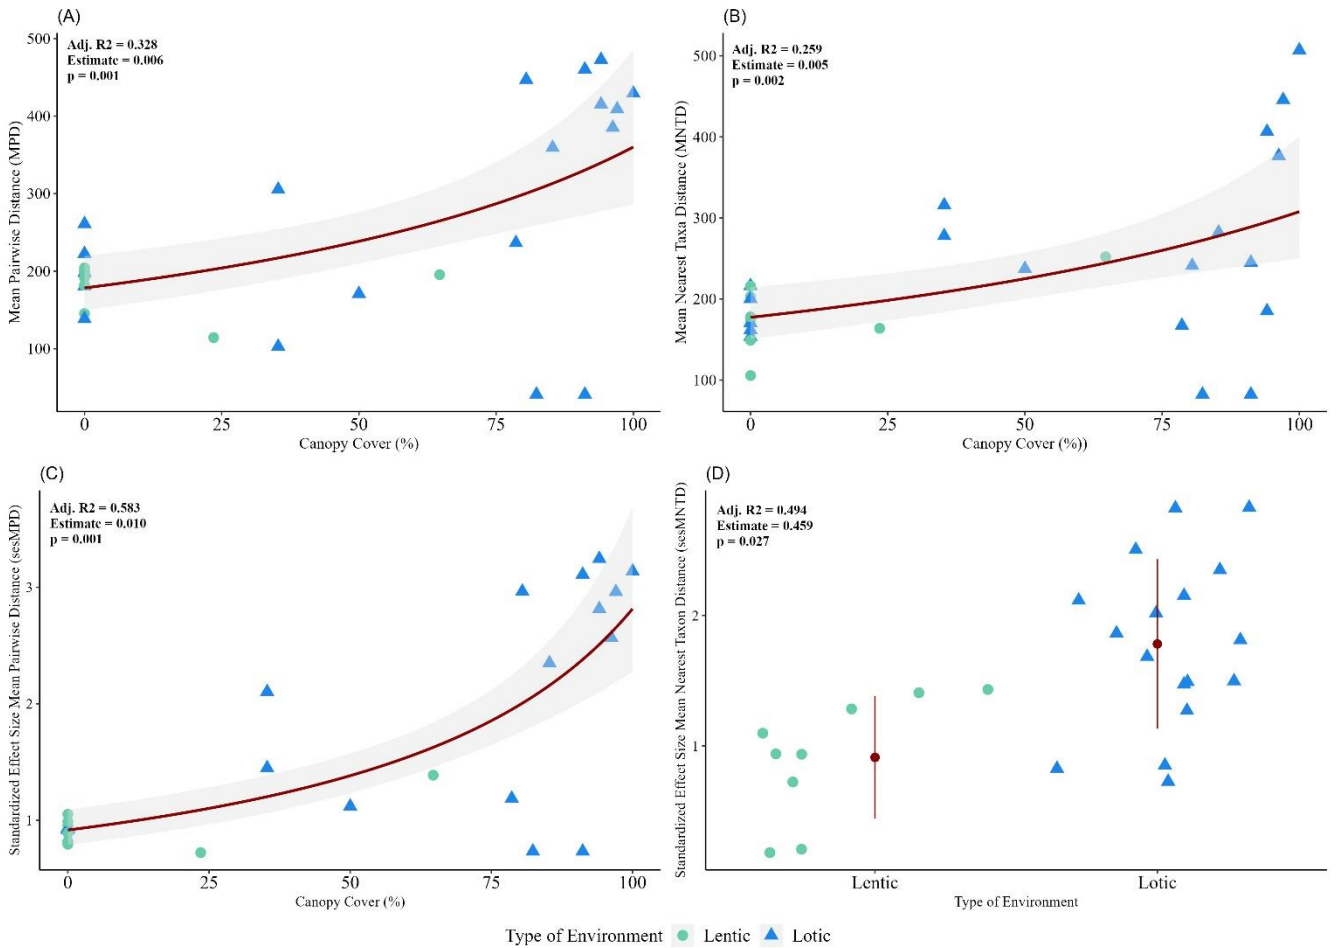 (A)
Adj. R2 = 0.328
Estimate = 0.006
p = 0.001
500
400
300
200
100
Mean Pairwise Distance (MPD)
0
25
50
75
100
Canopy Cover (%)
(B)
Adj. R2 = 0.259
Estimate = 0.005
p = 0.002
500
400
300
200
100
Mean Nearest Taxa Distance (MNTD)
0
25
50
75
100
Canopy Cover (%))
(C)
Adj. R2 = 0.583
Estimate = 0.010
p = 0.001
3
2
1
Standardized Effect Size Mean Pairwise Distance (sesMPD)
0
25
50
75
100
Canopy Cover (%)
(D)
Adj. R2 = 0.494
Estimate = 0.459
p = 0.027
2
1
Standardized Effect Size Mean Nearest Taxon Distance (sesMNTD)
Lentic
Lotic
Type of Environment
Type of Environment Lentic Lotic